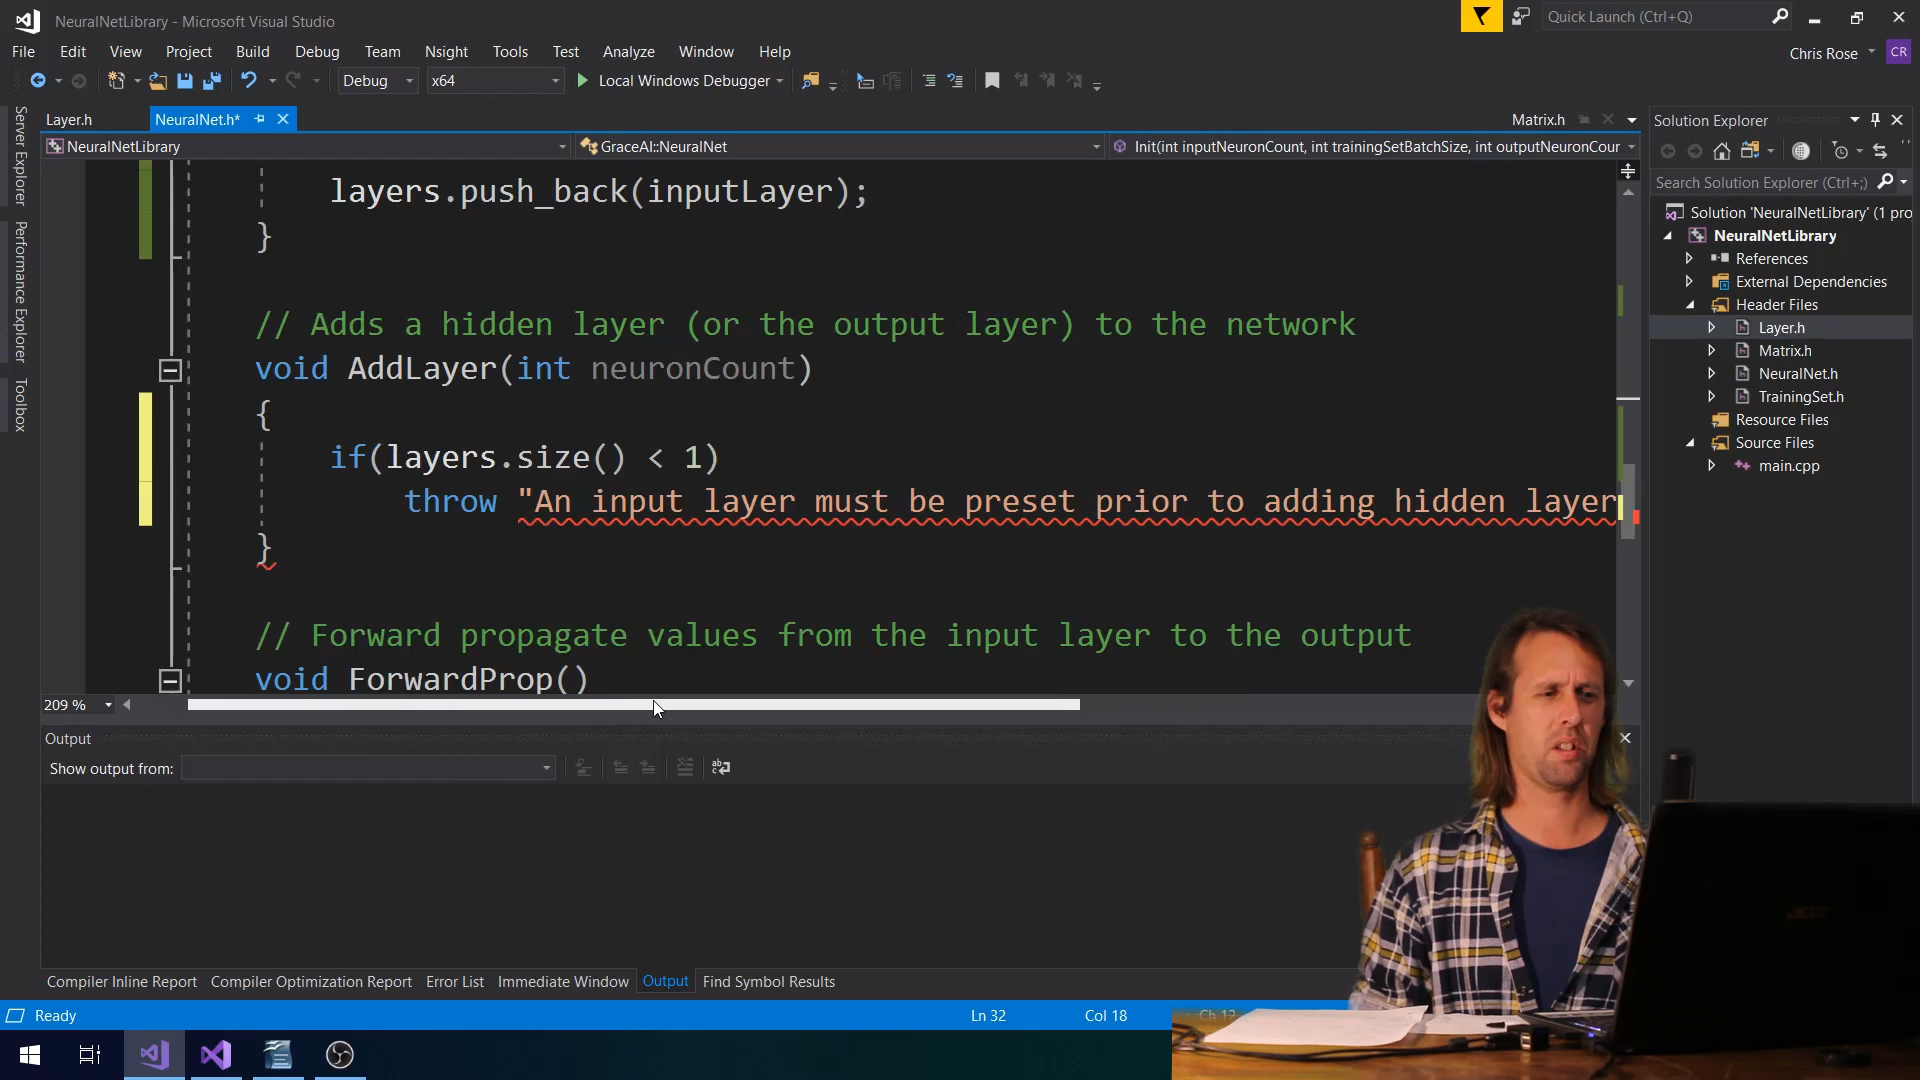 NeuralNetLibrary - Microsoft Visual Studio
Quick Launch (Ctrl+Q)
File Edit View Project Build Debug Team Nsight Tools Test Analyze Window Help
Chris Rose CR
Debug x64 Local Windows Debugger
Server Explorer
Performance Explorer
Toolbox
Layer.h NeuralNet.h* Matrix.h
NeuralNetLibrary GraceAI::NeuralNet Init(int inputNeuronCount, int trainingSetBatchSize, int outputNeuronCour
layers.push_back(inputLayer);
}
// Adds a hidden layer (or the output layer) to the network
void AddLayer(int neuronCount)
{
if(layers.size() < 1)
throw "An input layer must be preset prior to adding hidden layer
}
// Forward propagate values from the input layer to the output
void ForwardProp()
209 %
Output
Show output from:
Compiler Inline Report Compiler Optimization Report Error List Immediate Window Output Find Symbol Results
Ready Ln 32 Col 18 Ch 12
Solution Explorer
Search Solution Explorer (Ctrl+;)
Solution 'NeuralNetLibrary' (1 pro
NeuralNetLibrary
References
External Dependencies
Header Files
Layer.h
Matrix.h
NeuralNet.h
TrainingSet.h
Resource Files
Source Files
main.cpp